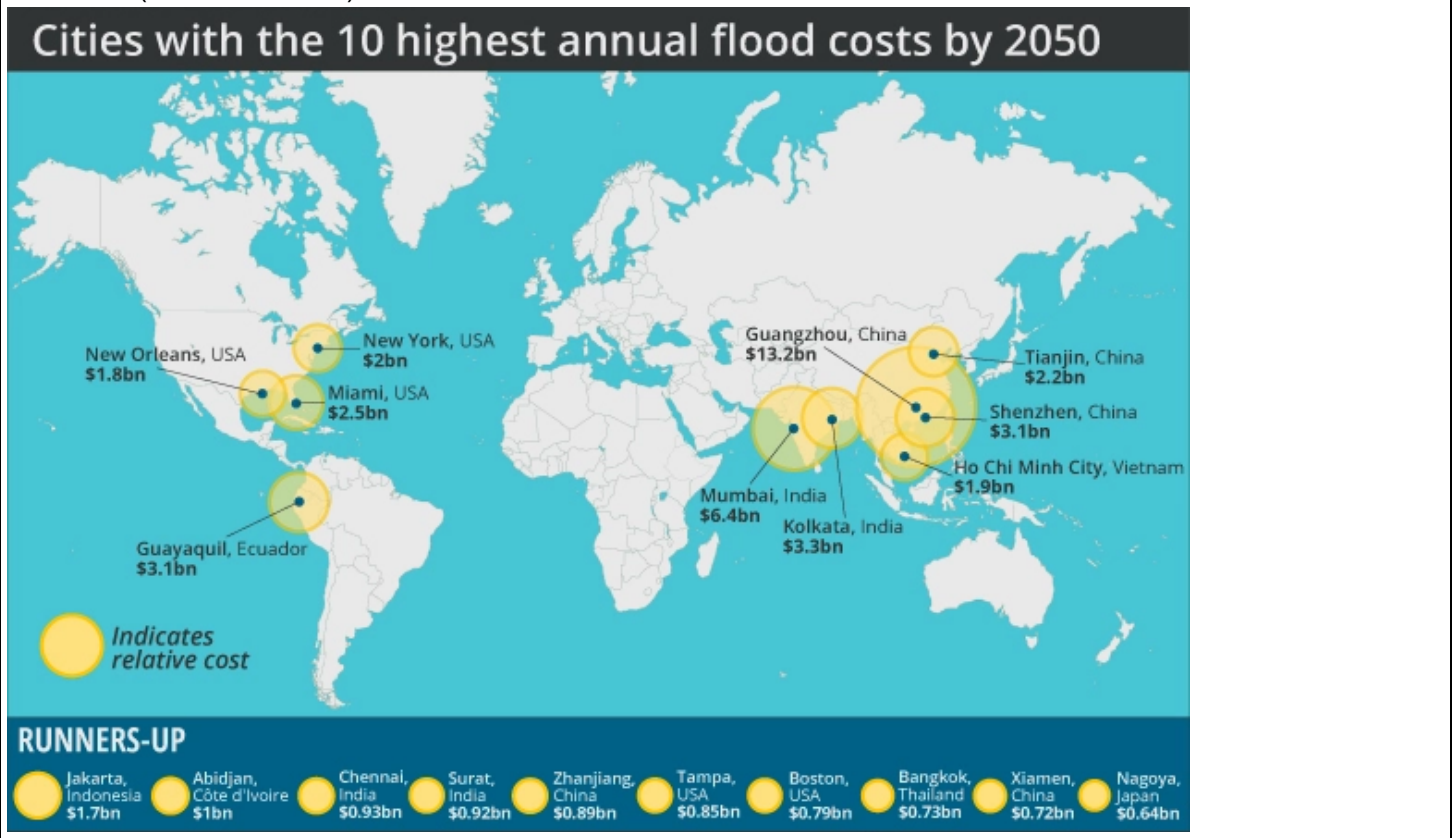 Cities with the 10 highest annual flood costs by 2050
New York, USA
$2bn
New Orleans, USA
$1.8bn
Miami, USA
$2.5bn
Guayaquil, Ecuador
$3.1bn
Guangzhou, China
$13.2bn
Tianjin, China
$2.2bn
Shenzhen, China
$3.1bn
Ho Chi Minh City, Vietnam
$1.9bn
Mumbai, India
$6.4bn
Kolkata, India
$3.3bn
Indicates
relative cost
RUNNERS-UP
Jakarta,
Indonesia
$1.7bn
Abidjan,
Côte d'Ivoire
$1bn
Chennai,
India
$0.93bn
Surat,
India
$0.92bn
Zhanjiang,
China
$0.89bn
Tampa,
USA
$0.85bn
Boston,
USA
$0.79bn
Bangkok,
Thailand
$0.73bn
Xiamen,
China
$0.72bn
Nagoya,
Japan
$0.64bn